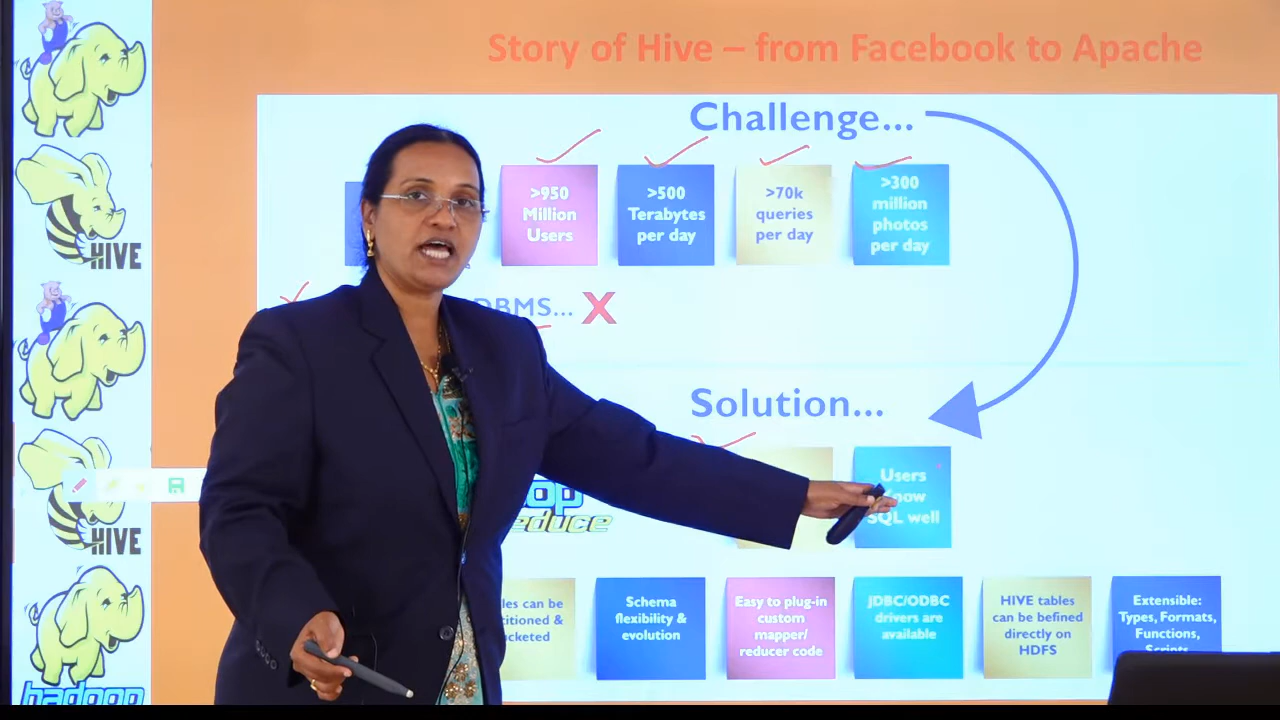 Story of Hive – from Facebook to Apache
Challenge...
>950
Million
Users
>500
Terabytes
per day
>70k
queries
per day
>300
million
photos
per day
DBMS... X
Solution...
Users
know
SQL well
HIVE
HIVE
hadoop
Schema
flexibility &
evolution
Easy to plug-in
custom
mapper/
reducer code
JDBC/ODBC
drivers are
available
HIVE tables
can be befined
directly on
HDFS
Extensible:
Types, Formats,
Functions,
Scripts
can be
&